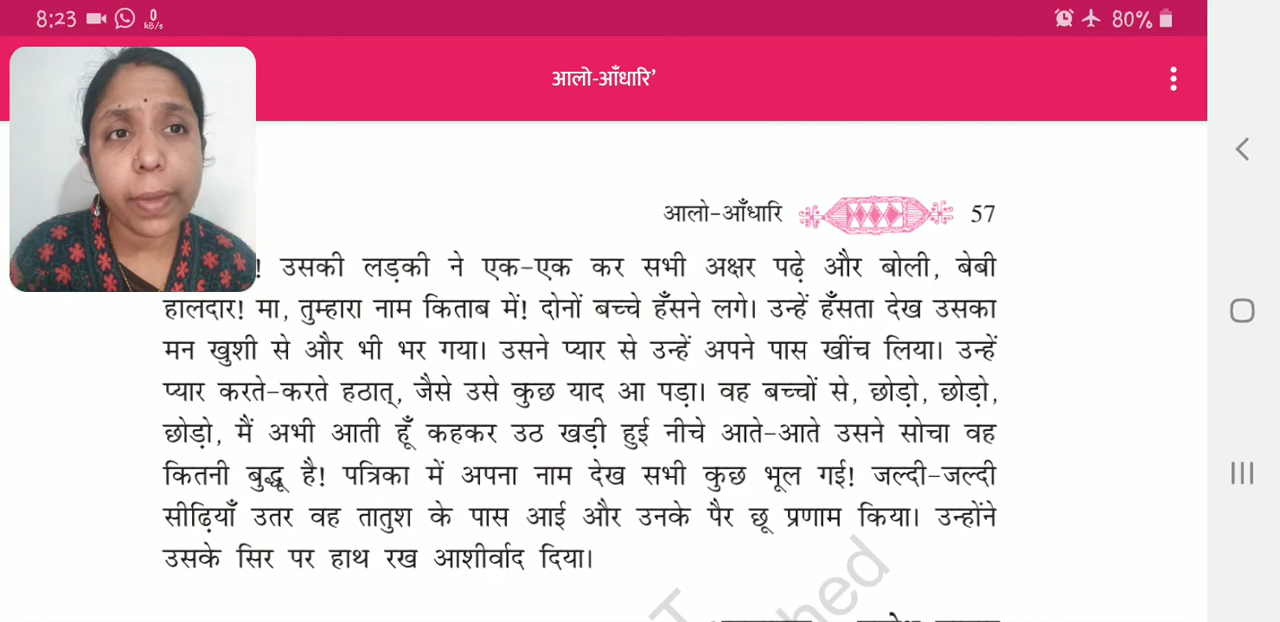 8:23 0 KB/s 80%
आलो-आँधारि’
आलो-आँधारि 57
! उसकी लड़की ने एक-एक कर सभी अक्षर पढ़े और बोली, बेबी
हालदार! मा, तुम्हारा नाम किताब में! दोनों बच्चे हँसने लगे। उन्हें हँसता देख उसका
मन खुशी से और भी भर गया। उसने प्यार से उन्हें अपने पास खींच लिया। उन्हें
प्यार करते-करते हठात्, जैसे उसे कुछ याद आ पड़ा। वह बच्चों से, छोड़ो, छोड़ो,
छोड़ो, मैं अभी आती हूँ कहकर उठ खड़ी हुई नीचे आते-आते उसने सोचा वह
कितनी बुद्धू है! पत्रिका में अपना नाम देख सभी कुछ भूल गई! जल्दी-जल्दी
सीढ़ियाँ उतर वह तातुश के पास आई और उनके पैर छू प्रणाम किया। उन्होंने
उसके सिर पर हाथ रख आशीर्वाद दिया।